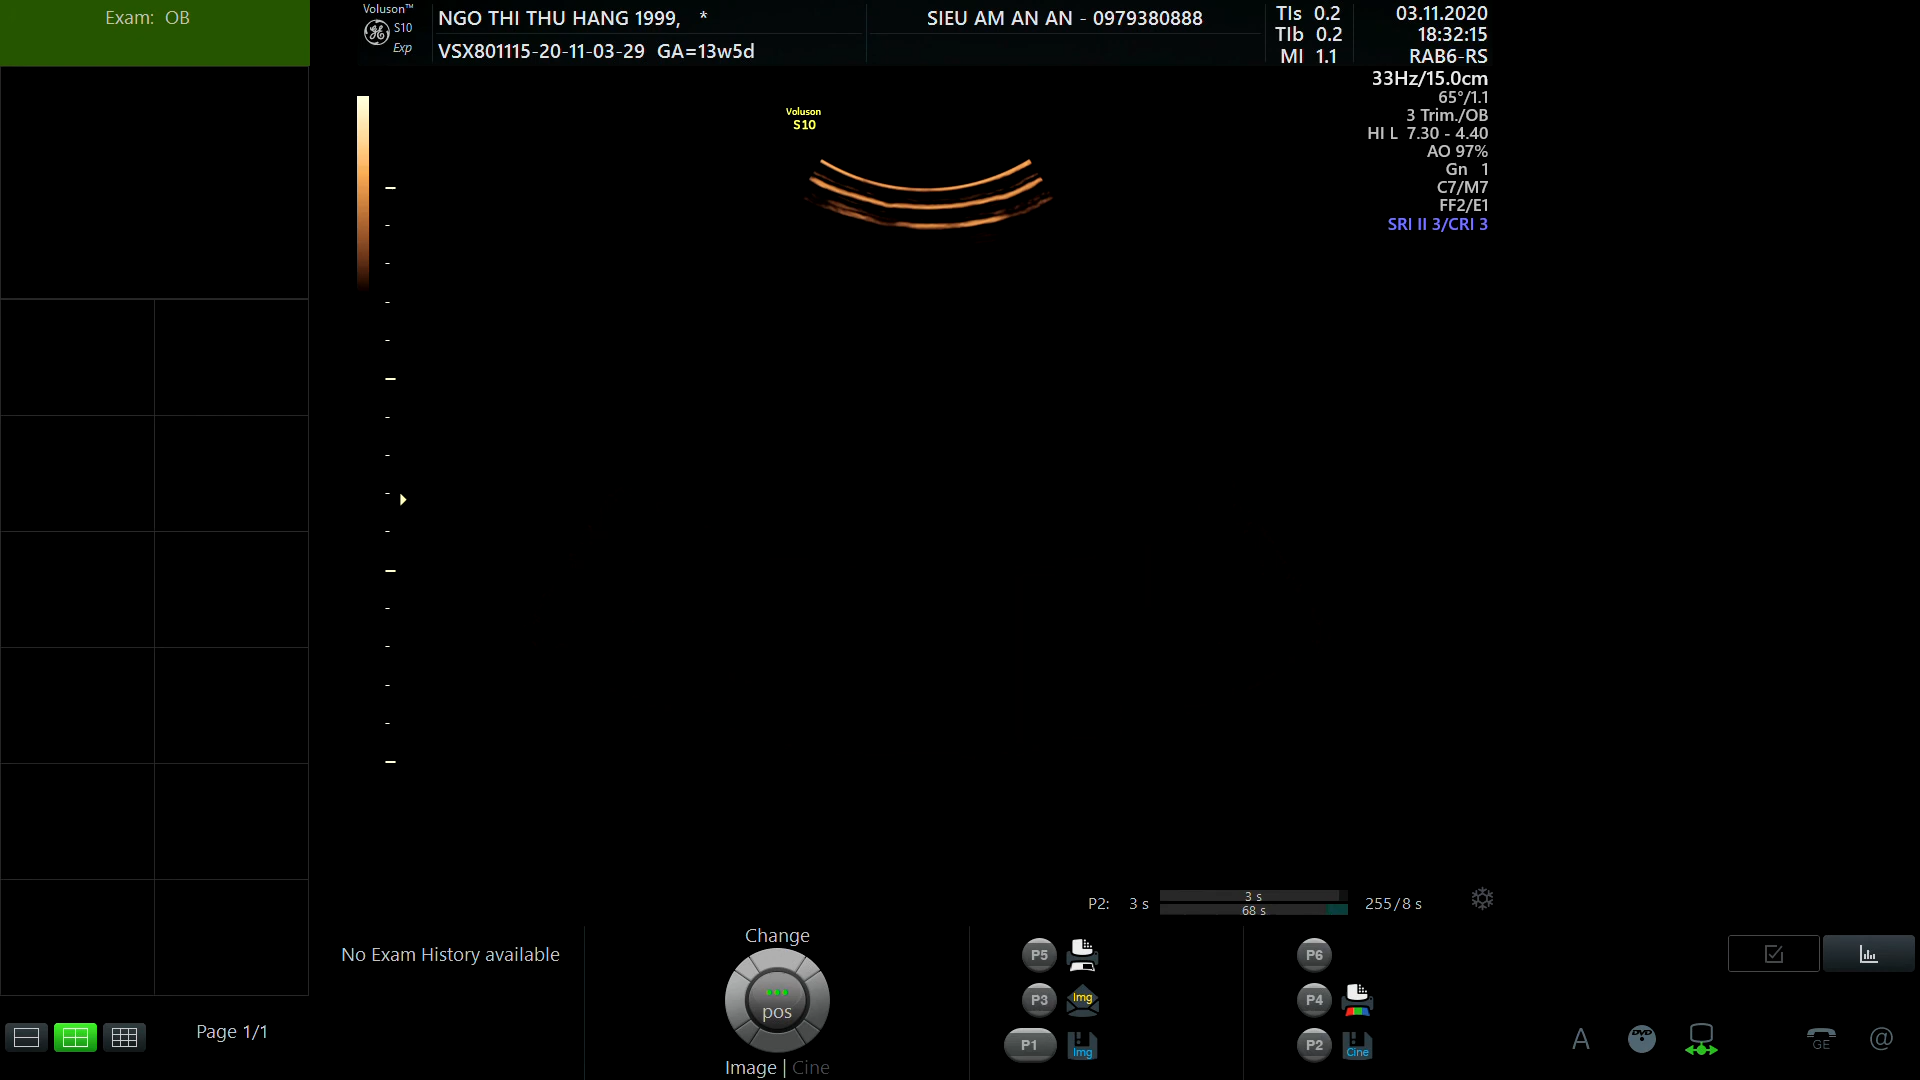 Exam: OB
Voluson™
S10
Exp
NGO THI THU HANG 1999, *
VSX801115-20-11-03-29 GA=13w5d
SIEU AM AN AN - 0979380888
TIs 0.2
TIb 0.2
MI 1.1
03.11.2020
18:32:15
RAB6-RS
33Hz/15.0cm
65°/1.1
3 Trim./OB
HI L 7.30 - 4.40
AO 97%
Gn 1
C7/M7
FF2/E1
SRI II 3/CRI 3
Voluson
S10
P2: 3 s
3 s
68 s
255/8 s
No Exam History available
Change
pos
Image | Cine
P5
P3 Img
P1 Img
P6
P4
P2 Cine
Page 1/1
A
DVD
GE
@